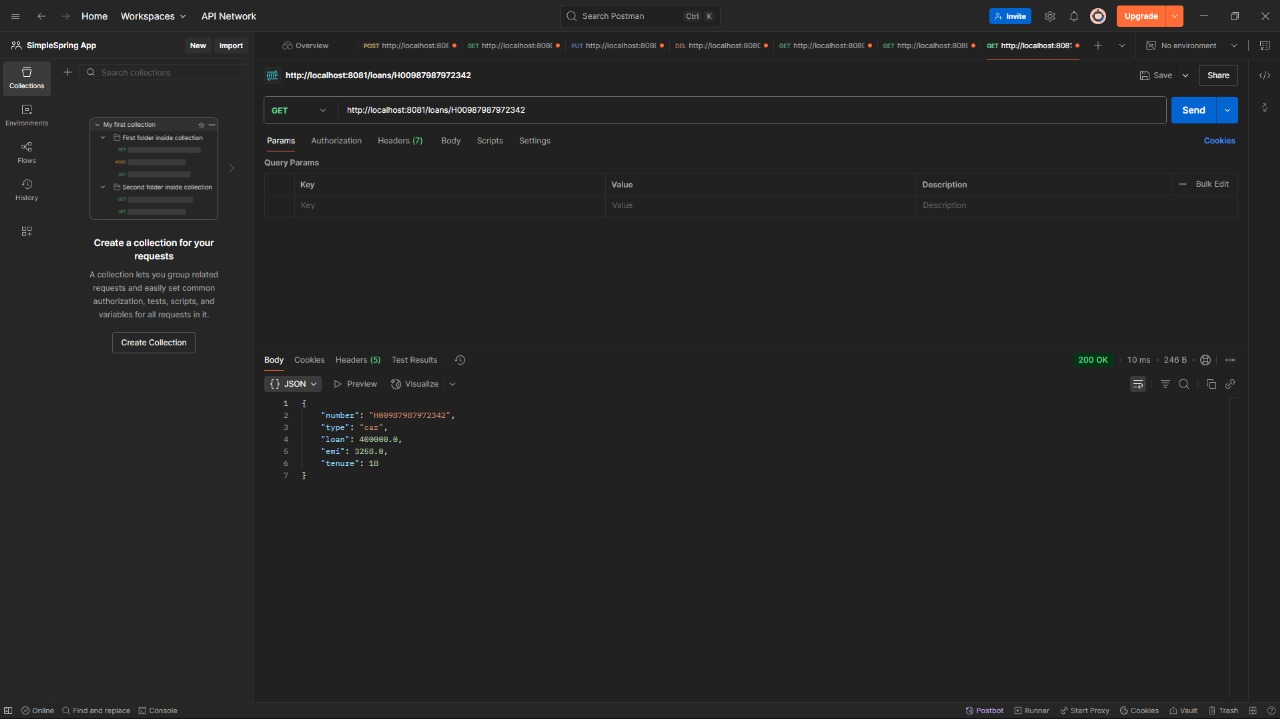 Home Workspaces API Network Search Postman Ctrl K Invite Upgrade
SimpleSpring App New Import Overview POST http://localhost:808 GET http://localhost:808 PUT http://localhost:808 DEL http://localhost:808 GET http://localhost:808 GET http://localhost:808 GET http://localhost:808 No environment
Collections Search collections http://localhost:8081/loans/H00987987972342 Save Share
Environments
Flows
History
My first collection
First folder inside collection
GET
POST
GET
Second folder inside collection
GET
GET
Create a collection for your
requests
A collection lets you group related
requests and easily set common
authorization, tests, scripts, and
variables for all requests in it.
Create Collection
GET http://localhost:8081/loans/H00987987972342 Send
Params Authorization Headers (7) Body Scripts Settings Cookies
Query Params
Key Value Description Bulk Edit
Key Value Description
Body Cookies Headers (5) Test Results 200 OK 10 ms 246 B
{} JSON Preview Visualize
1 {
2 "number": "H00987987972342",
3 "type": "car",
4 "loan": 400000.0,
5 "emi": 3258.0,
6 "tenure": 18
7 }
Online Find and replace Console Postbot Runner Start Proxy Cookies Vault Trash